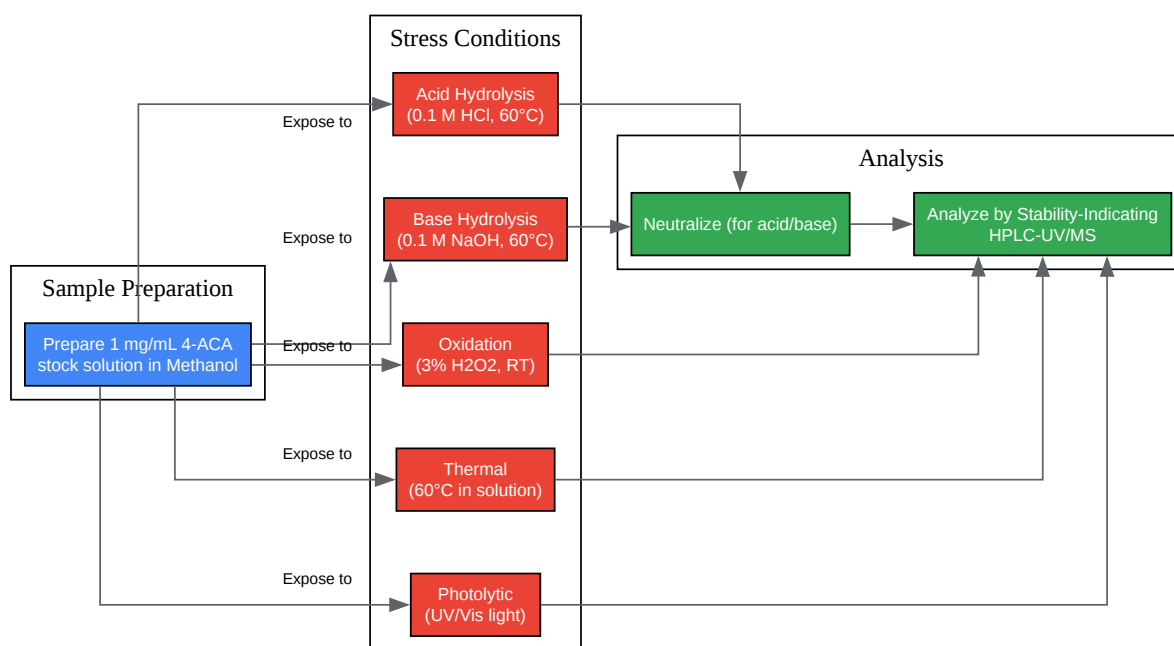 Stress Conditions
Acid Hydrolysis
(0.1 M HCl, 60°C)
Expose to
Analysis
Base Hydrolysis
(0.1 M NaOH, 60°C)
Neutralize (for acid/base)
Analyze by Stability-Indicating
HPLC-UV/MS
Expose to
Sample Preparation
Prepare 1 mg/mL 4-ACA
stock solution in Methanol
Expose to
Oxidation
(3% H2O2, RT)
Expose to
Thermal
(60°C in solution)
Expose to
Photolytic
(UV/Vis light)